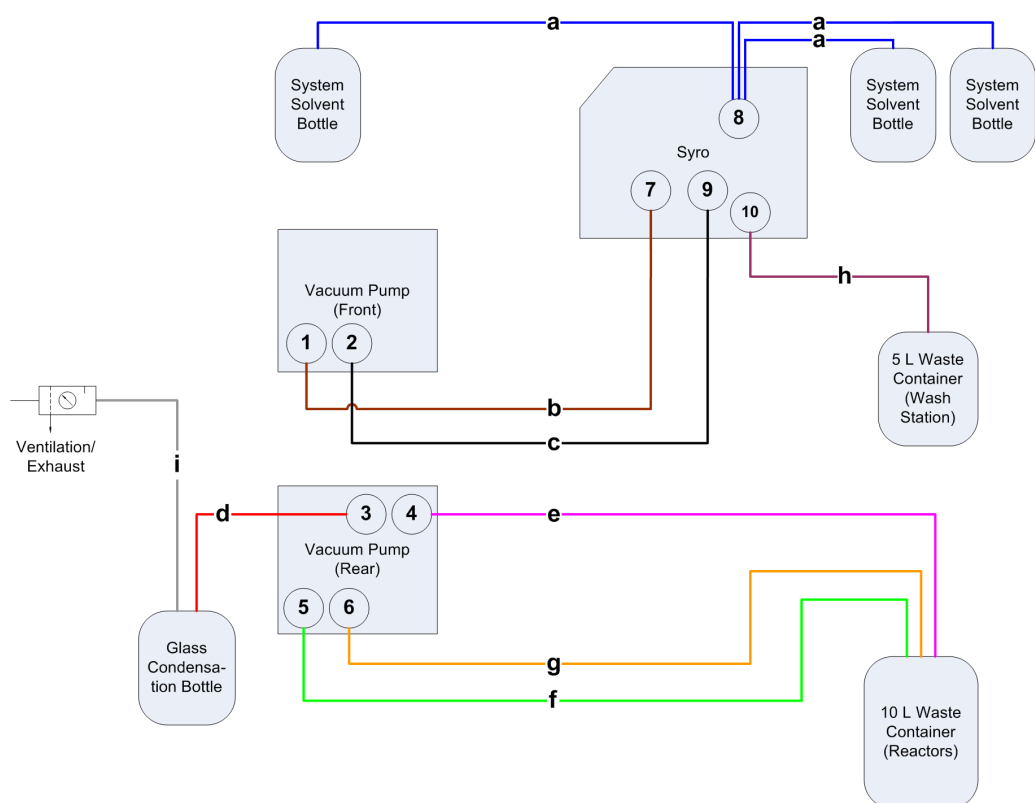 a
a
a
System
Solvent
Bottle
8
Syro
7
9
10
System
Solvent
Bottle
System
Solvent
Bottle
h
Vacuum Pump
(Front)
1
2
5 L Waste
Container
(Wash
Station)
b
c
Ventilation/
Exhaust
i
d
3
4
e
Vacuum Pump
(Rear)
5
6
g
f
Glass
Condensa-
tion Bottle
10 L Waste
Container
(Reactors)